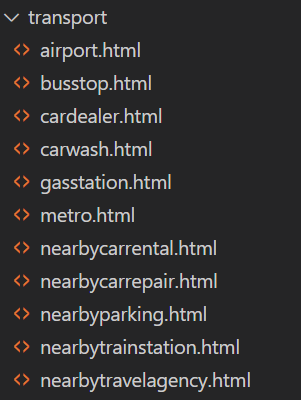 transport
airport.html
busstop.html
cardealer.html
carwash.html
gasstation.html
metro.html
nearbycarrental.html
nearbycarrepair.html
nearbyparking.html
nearbytrainstation.html
nearbytravelagency.html